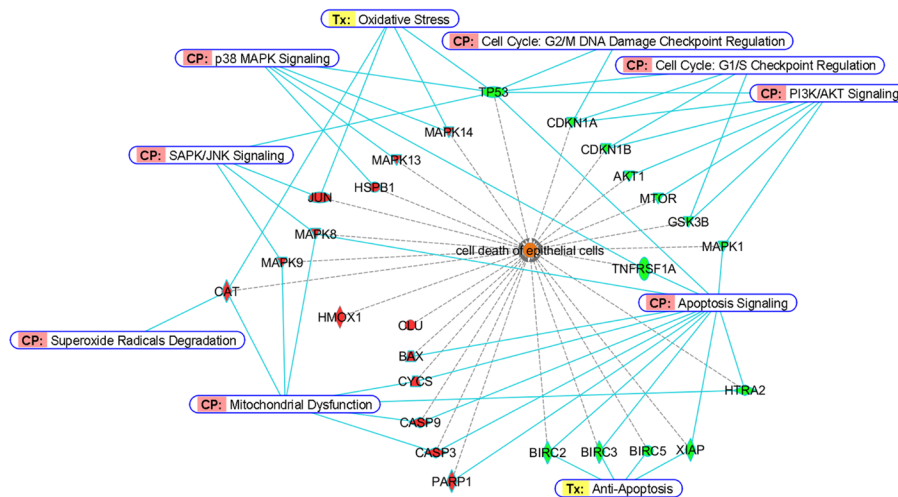 Tx: Oxidative Stress
CP: Cell Cycle: G2/M DNA Damage Checkpoint Regulation
CP: p38 MAPK Signaling
CP: Cell Cycle: G1/S Checkpoint Regulation
TP53
CP: PI3K/AKT Signaling
CDKN1A
MAPK14
CDKN1B
CP: SAPK/JNK Signaling
MAPK13
AKT1
HSPB1
JUN
MTOR
GSK3B
MAPK8
MAPK1
cell death of epithelial cells
MAPK9
TNFRSF1A
CAT
CP: Apoptosis Signaling
HMOX1
CLU
CP: Superoxide Radicals Degradation
BAX
CYCS
HTRA2
CP: Mitochondrial Dysfunction
CASP9
CASP3
BIRC2
BIRC3
BIRC5
XIAP
PARP1
Tx: Anti-Apoptosis